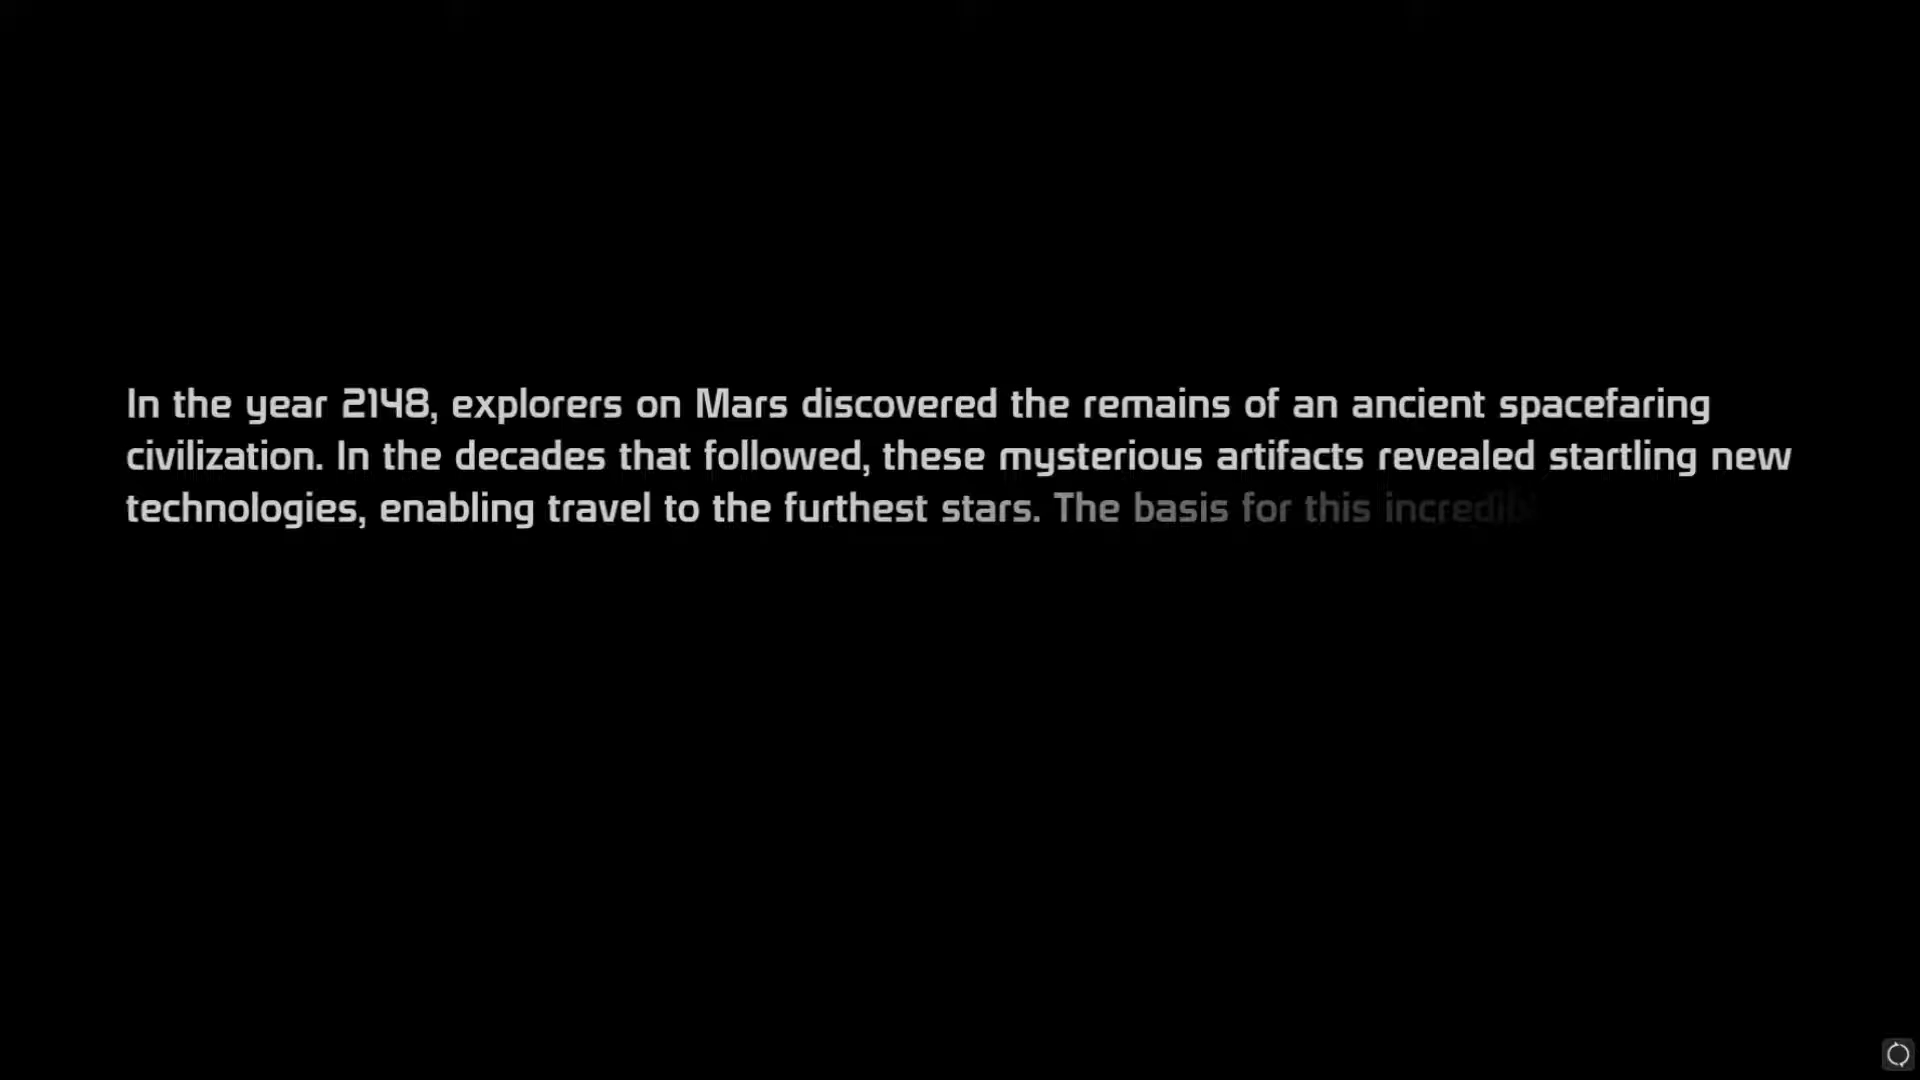 In the year 2148, explorers on Mars discovered the remains of an ancient spacefaring
civilization. In the decades that followed, these mysterious artifacts revealed startling new
technologies, enabling travel to the furthest stars. The basis for this